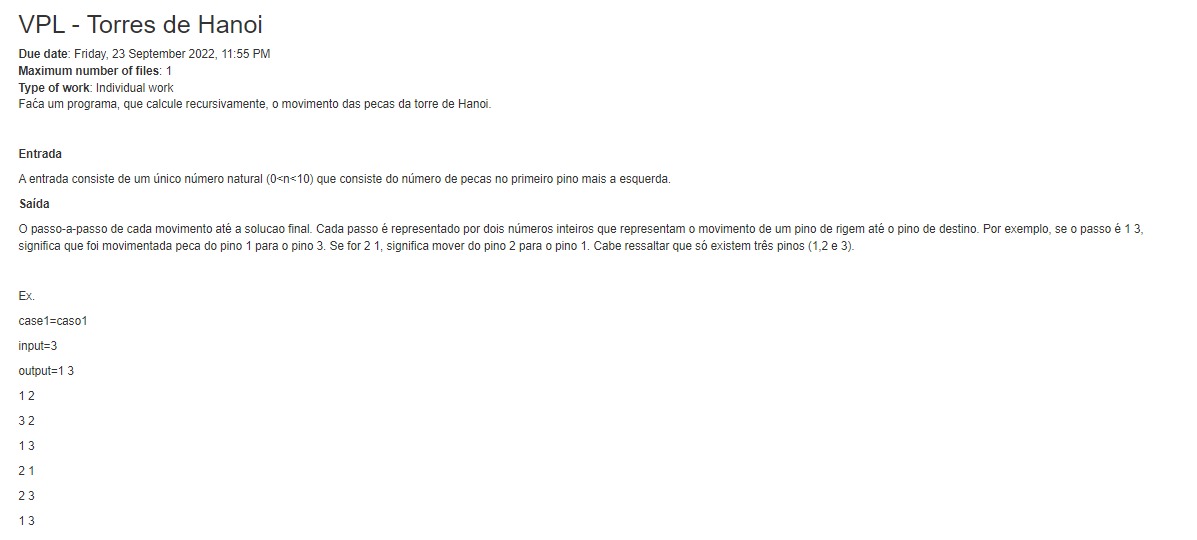 VPL - Torres de Hanoi
Due date: Friday, 23 September 2022, 11:55 PM
Maximum number of files: 1
Type of work: Individual work
Faća um programa, que calcule recursivamente, o movimento das pecas da torre de Hanoi.
Entrada
A entrada consiste de um único número natural (0<n<10) que consiste do número de pecas no primeiro pino mais a esquerda.
Saída
O passo-a-passo de cada movimento até a solucao final. Cada passo é representado por dois números inteiros que representam o movimento de um pino de rigem até o pino de destino. Por exemplo, se o passo é 1 3,
significa que foi movimentada peca do pino 1 para o pino 3. Se for 2 1, significa mover do pino 2 para o pino 1. Cabe ressaltar que só existem três pinos (1,2 e 3).
Ex.
case1=caso1
input=3
output=1 3
1 2
3 2
1 3
2 1
2 3
1 3